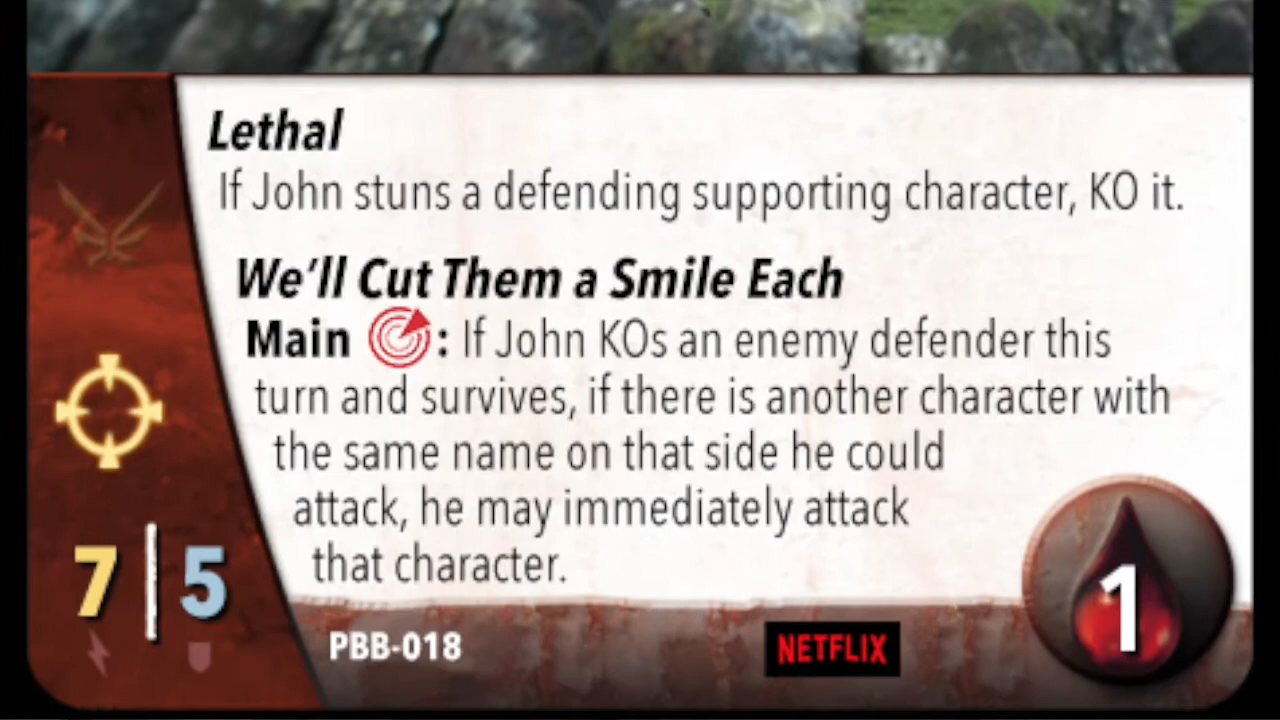 Lethal
If John stuns a defending supporting character, KO it.
We'll Cut Them a Smile Each
Main : If John KOs an enemy defender this
turn and survives, if there is another character with
the same name on that side he could
attack, he may immediately attack
that character.
7 | 5
1
PBB-018
NETFLIX